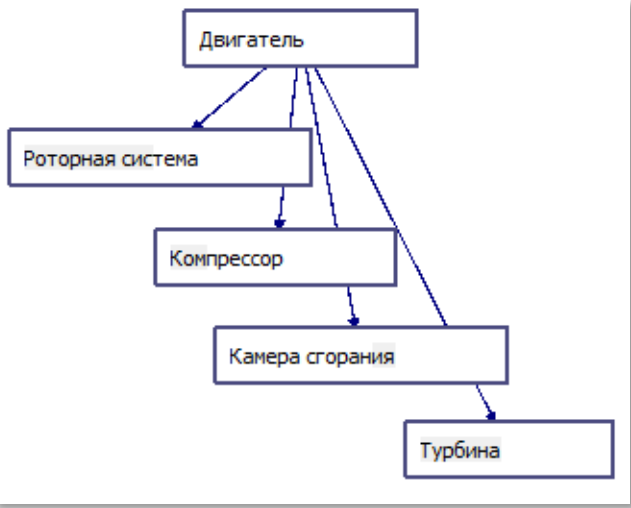 Двигатель
Роторная система
Компрессор
Камера сгорания
Турбина